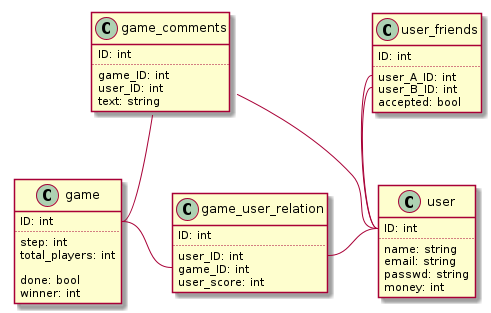 C game_comments
ID: int
game_ID: int
user_ID: int
text: string
C user_friends
ID: int
user_A_ID: int
user_B_ID: int
accepted: bool
C game
ID: int
step: int
total_players: int
done: bool
winner: int
C game_user_relation
ID: int
user_ID: int
game_ID: int
user_score: int
C user
ID: int
name: string
email: string
passwd: string
money: int